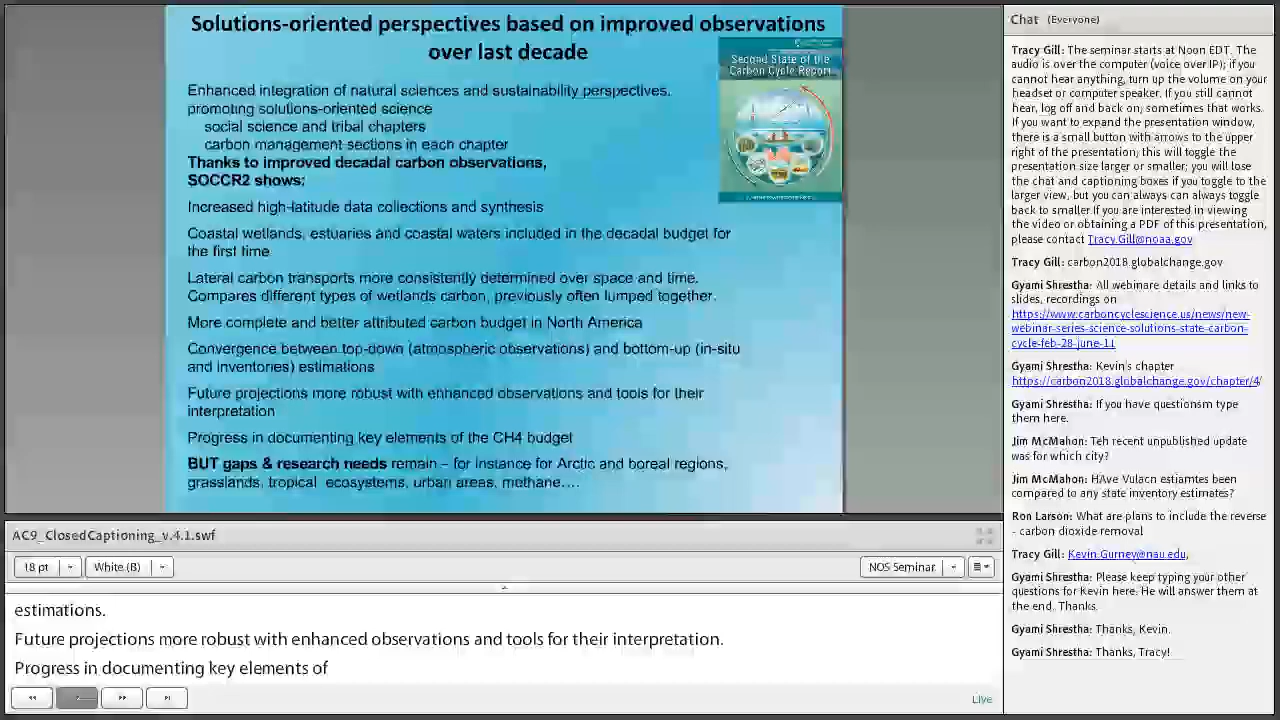 Solutions-oriented perspectives based on improved observations
over last decade
Second State of the
Carbon Cycle Report
Enhanced integration of natural sciences and sustainability perspectives,
promoting solutions-oriented science
social science and tribal chapters
carbon management sections in each chapter
Thanks to improved decadal carbon observations,
SOCCR2 shows:
Increased high-latitude data collections and synthesis
Coastal wetlands, estuaries and coastal waters included in the decadal budget for
the first time
Lateral carbon transports more consistently determined over space and time.
Compares different types of wetlands carbon, previously often lumped together.
More complete and better attributed carbon budget in North America
Convergence between top-down (atmospheric observations) and bottom-up (in-situ
and inventories) estimations
Future projections more robust with enhanced observations and tools for their
interpretation
Progress in documenting key elements of the CH4 budget
BUT gaps & research needs remain – for instance for Arctic and boreal regions,
grasslands, tropical ecosystems, urban areas, methane....
AC9_ClosedCaptioning_v.4.1.swf
18 pt
White (B)
NOS Seminar
estimations.
Future projections more robust with enhanced observations and tools for their interpretation.
Progress in documenting key elements of
Live
Chat (Everyone)
Tracy Gill: The seminar starts at Noon EDT. The
audio is over the computer (voice over IP); if you
cannot hear anything, turn up the volume on your
headset or computer speaker. If you still cannot
hear, log off and back on, sometimes that works.
If you want to expand the presentation window,
there is a small button with arrows to the upper
right of the presentation; this will toggle the
presentation size larger or smaller; you will lose
the chat and captioning boxes if you toggle to the
larger view, but you can always can always toggle
back to smaller If you are interested in viewing
the video or obtaining a PDF of this presentation,
please contact Tracy.Gill@noaa.gov
Tracy Gill: carbon2018.globalchange.gov
Gyami Shrestha: All webinare details and links to
slides, recordings on
https://www.carboncyclescience.us/news/new-
webinar-series-science-solutions-state-carbon-
cycle-feb-28-june-11
Gyami Shrestha: Kevin's chapter
https://carbon2018.globalchange.gov/chapter/4/
Gyami Shrestha: If you have questionsm type
them here.
Jim McMahon: Teh recent unpublished update
was for which city?
Jim McMahon: HAve Vulacn estiamtes been
compared to any state inventory estimates?
Ron Larson: What are plans to include the reverse
- carbon dioxide removal
Tracy Gill: Kevin.Gurney@nau.edu,
Gyami Shrestha: Please keep typing your other
questions for Kevin here. He will answer them at
the end. Thanks.
Gyami Shrestha: Thanks, Kevin.
Gyami Shrestha: Thanks, Tracy!